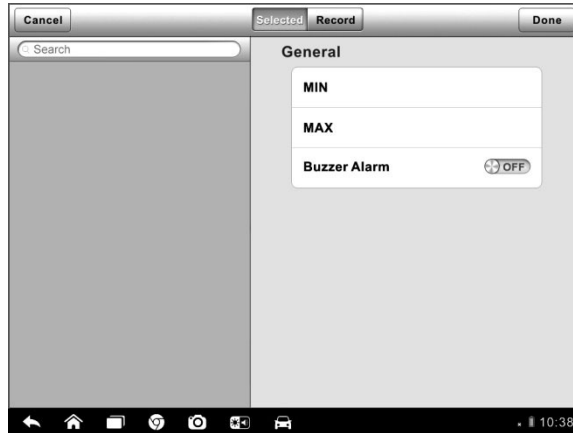 Cancel
Selected Record
Done
Search
General
MIN
MAX
Buzzer Alarm OFF
10:38